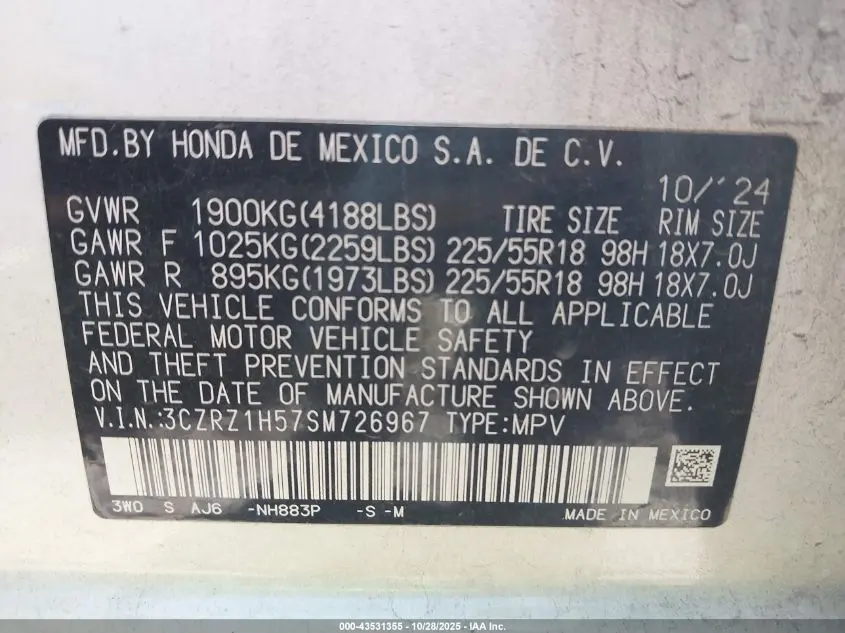 MFD.BY HONDA DE MEXICO S.A. DE C.V.
10/'24
GVWR 1900KG(4188LBS) TIRE SIZE RIM SIZE
GAWR F 1025KG(2259LBS) 225/55R18 98H 18X7.0J
GAWR R 895KG(1973LBS) 225/55R18 98H 18X7.0J
THIS VEHICLE CONFORMS TO ALL APPLICABLE
FEDERAL MOTOR VEHICLE SAFETY
AND THEFT PREVENTION STANDARDS IN EFFECT
ON THE DATE OF MANUFACTURE SHOWN ABOVE.
V.I.N.:3CZRZ1H57SM726967 TYPE:MPV
3WO S AJ6 -NH883P -S -M MADE IN MEXICO
000-43531355 | 10/28/2025 - IAA Inc.